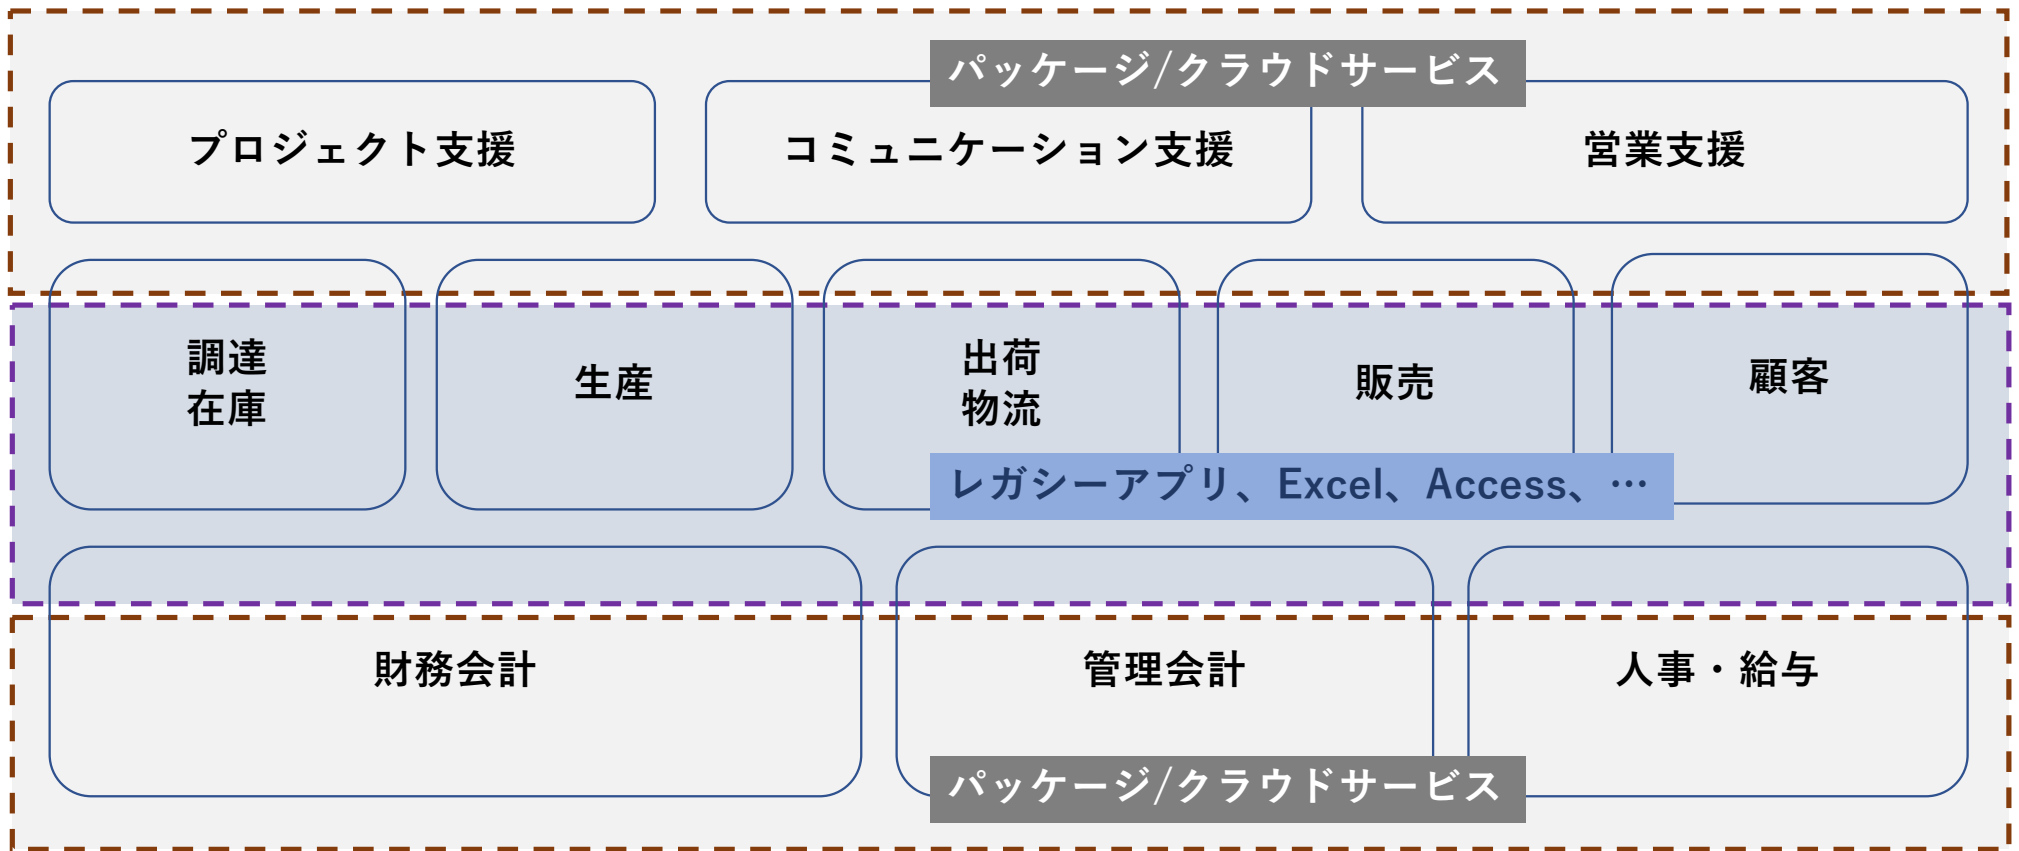 パッケージ/クラウドサービス
プロジェクト支援
コミュニケーション支援
営業支援
調達
在庫
生産
出荷
物流
販売
顧客
レガシーアプリ、Excel、Access、…
財務会計
管理会計
人事・給与
パッケージ/クラウドサービス